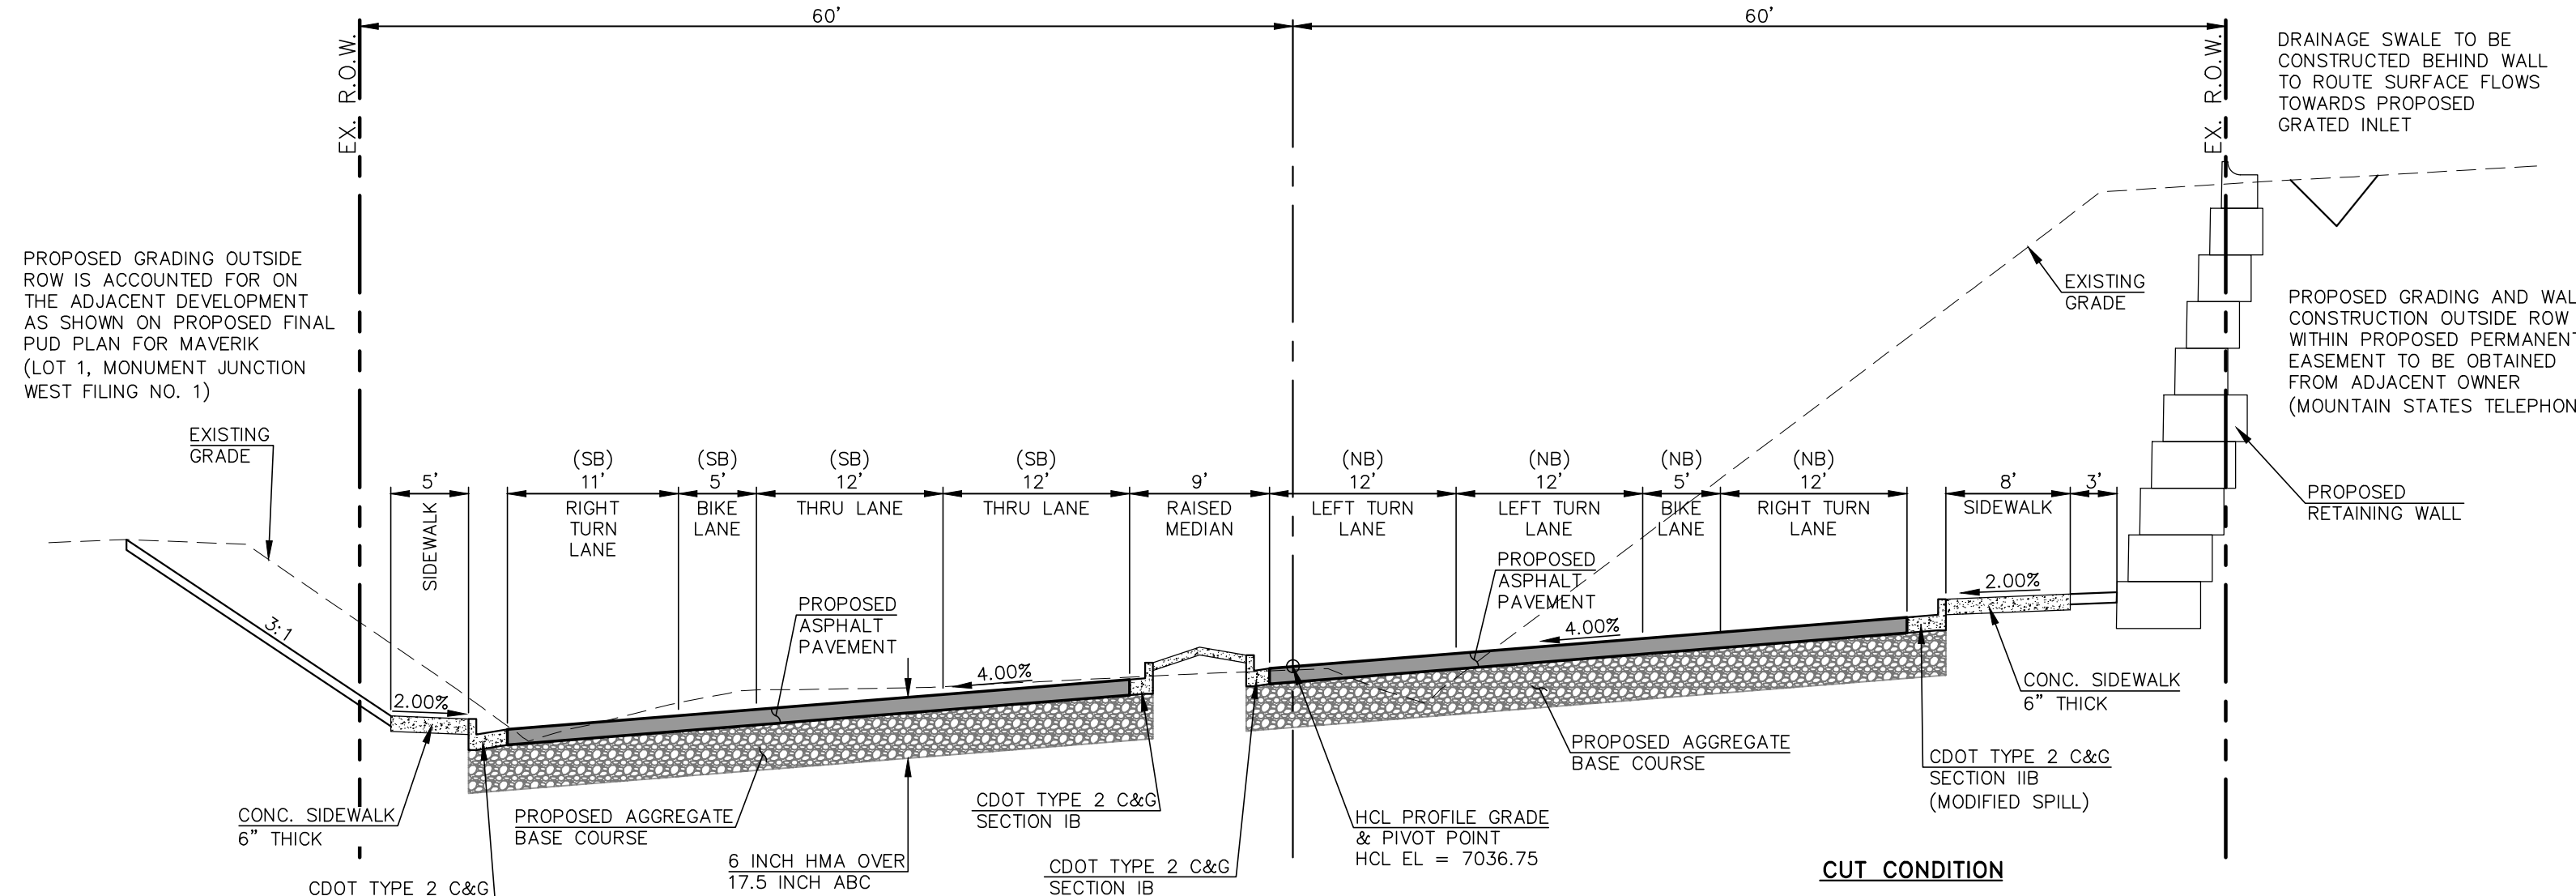 60'
60'
EX. R.O.W.
EX. R.O.W.
DRAINAGE SWALE TO BE
CONSTRUCTED BEHIND WALL
TO ROUTE SURFACE FLOWS
TOWARDS PROPOSED
GRATED INLET
PROPOSED GRADING OUTSIDE
ROW IS ACCOUNTED FOR ON
THE ADJACENT DEVELOPMENT
AS SHOWN ON PROPOSED FINAL
PUD PLAN FOR MAVERIK
(LOT 1, MONUMENT JUNCTION
WEST FILING NO. 1)
EXISTING
GRADE
PROPOSED GRADING AND WAL
CONSTRUCTION OUTSIDE ROW
WITHIN PROPOSED PERMANENT
EASEMENT TO BE OBTAINED
FROM ADJACENT OWNER
(MOUNTAIN STATES TELEPHON
EXISTING
GRADE
5'
SIDEWALK
(SB)
11'
RIGHT
TURN
LANE
(SB)
5'
BIKE
LANE
(SB)
12'
THRU LANE
(SB)
12'
THRU LANE
9'
RAISED
MEDIAN
(NB)
12'
LEFT TURN
LANE
(NB)
12'
LEFT TURN
LANE
(NB)
5'
BIKE
LANE
(NB)
12'
RIGHT TURN
LANE
8'
SIDEWALK
3'
PROPOSED
RETAINING WALL
PROPOSED
ASPHALT
PAVEMENT
PROPOSED
ASPHALT
PAVEMENT
3:1
2.00%
4.00%
4.00%
2.00%
CONC. SIDEWALK
6" THICK
CONC. SIDEWALK
6" THICK
PROPOSED AGGREGATE
BASE COURSE
PROPOSED AGGREGATE
BASE COURSE
CDOT TYPE 2 C&G
SECTION IIB
(MODIFIED SPILL)
CDOT TYPE 2 C&G
SECTION IB
HCL PROFILE GRADE
& PIVOT POINT
HCL EL = 7036.75
6 INCH HMA OVER
17.5 INCH ABC
CDOT TYPE 2 C&G
SECTION IB
CDOT TYPE 2 C&G
CUT CONDITION